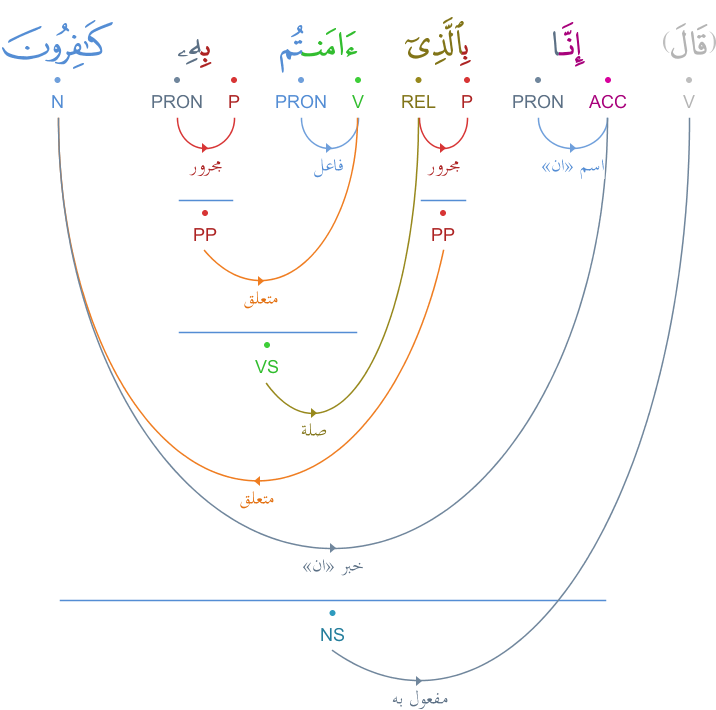 (قَالَ) إِنَّا بِٱلَّذِىٓ ءَامَنتُم بِهِۦ كَـٰفِرُونَ
V ACC PRON P REL V PRON P PRON N
اسم «ان» مجرور فاعل مجرور
PP PP
متعلق
VS
صلة
متعلق
خبر «ان»
NS
مفعول به